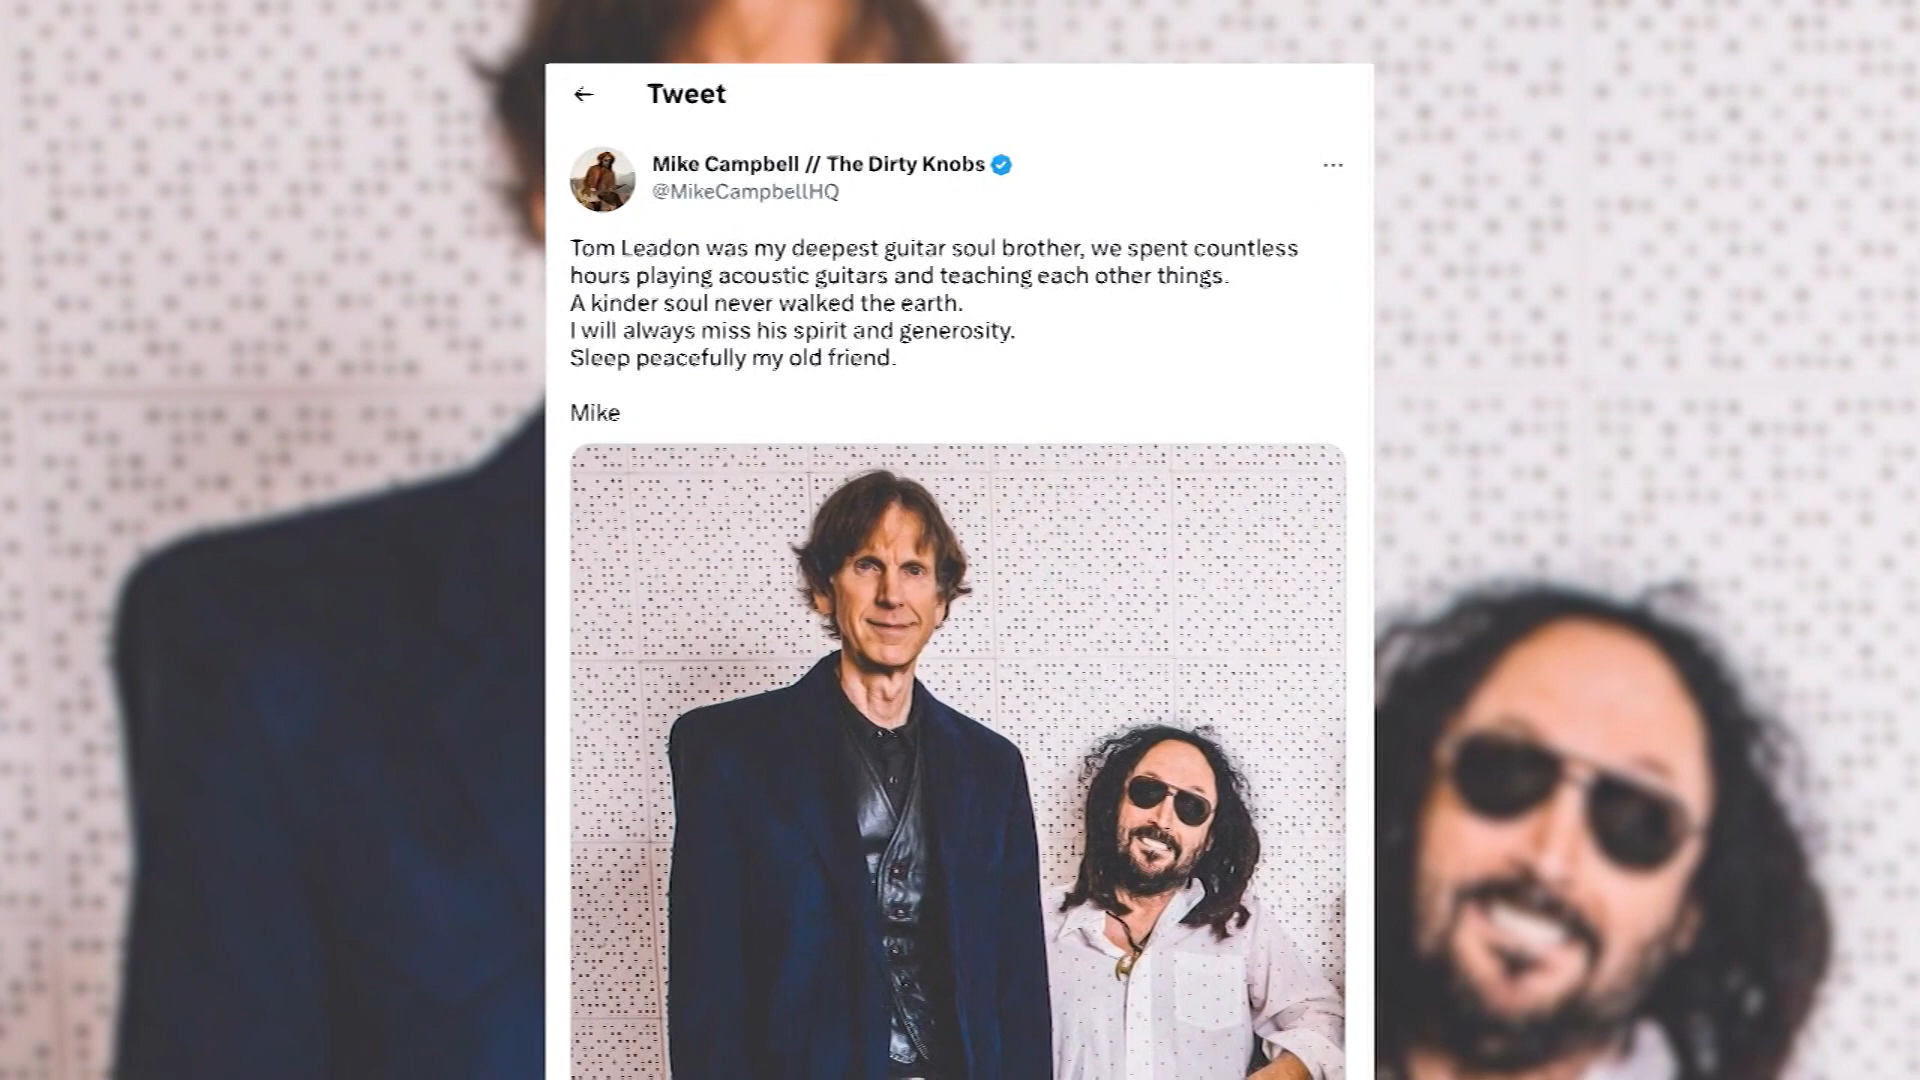 Tweet
Mike Campbell // The Dirty Knobs
@MikeCampbellHQ
Tom Leadon was my deepest guitar soul brother, we spent countless
hours playing acoustic guitars and teaching each other things.
A kinder soul never walked the earth.
I will always miss his spirit and generosity.
Sleep peacefully my old friend.
Mike